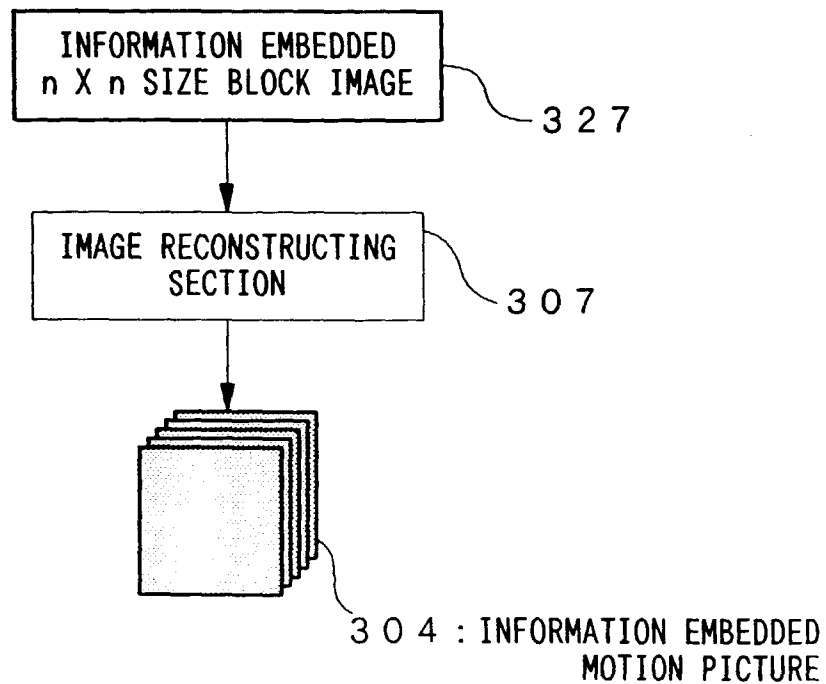 INFORMATION EMBEDDED
n X n SIZE BLOCK IMAGE
327
IMAGE RECONSTRUCTING
SECTION
307
304 : INFORMATION EMBEDDED
MOTION PICTURE